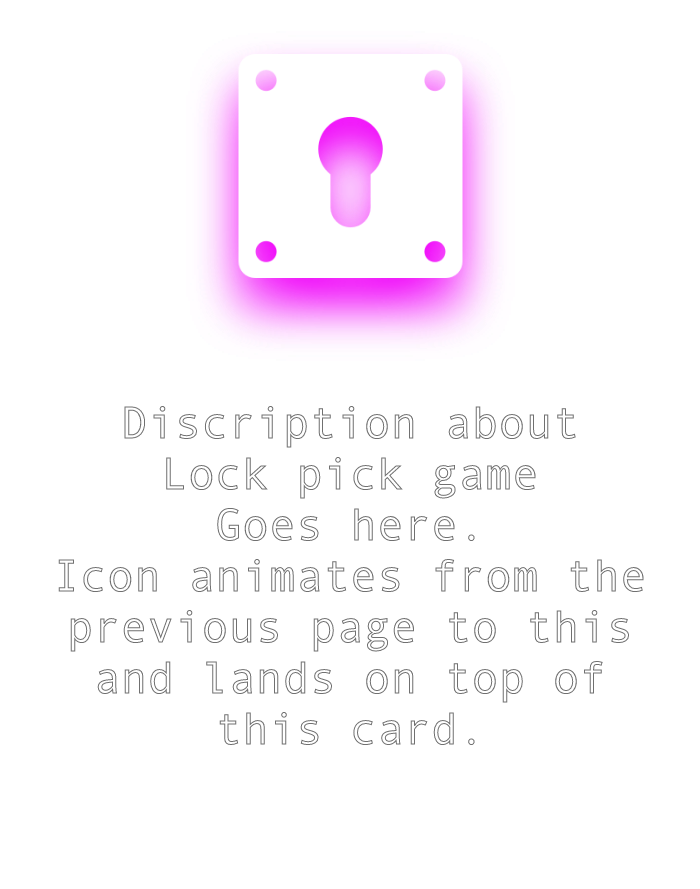 Discription about
Lock pick game
Goes here.
Icon animates from the
previous page to this
and lands on top of
this card.